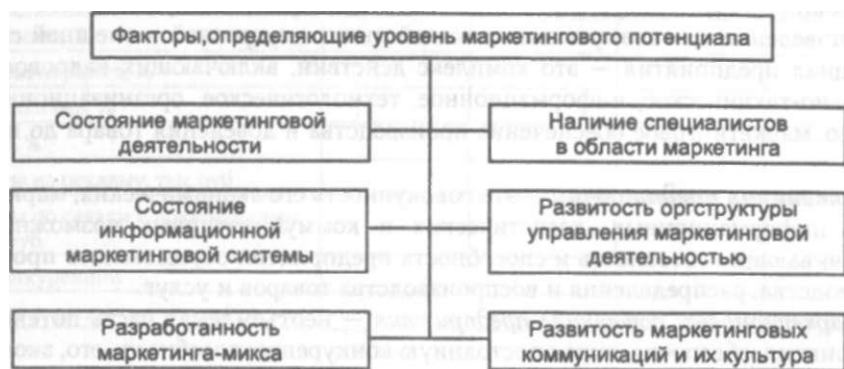 Факторы,определяющие уровень маркетингового потенциала
Состояние маркетинговой
деятельности
Наличие специалистов
в области маркетинга
Состояние
информационной
маркетинговой системы
Развитость оргструктуры
управления маркетинговой
деятельностью
Разработанность
маркетинга-микса
Развитость маркетинговых
коммуникаций и их культура